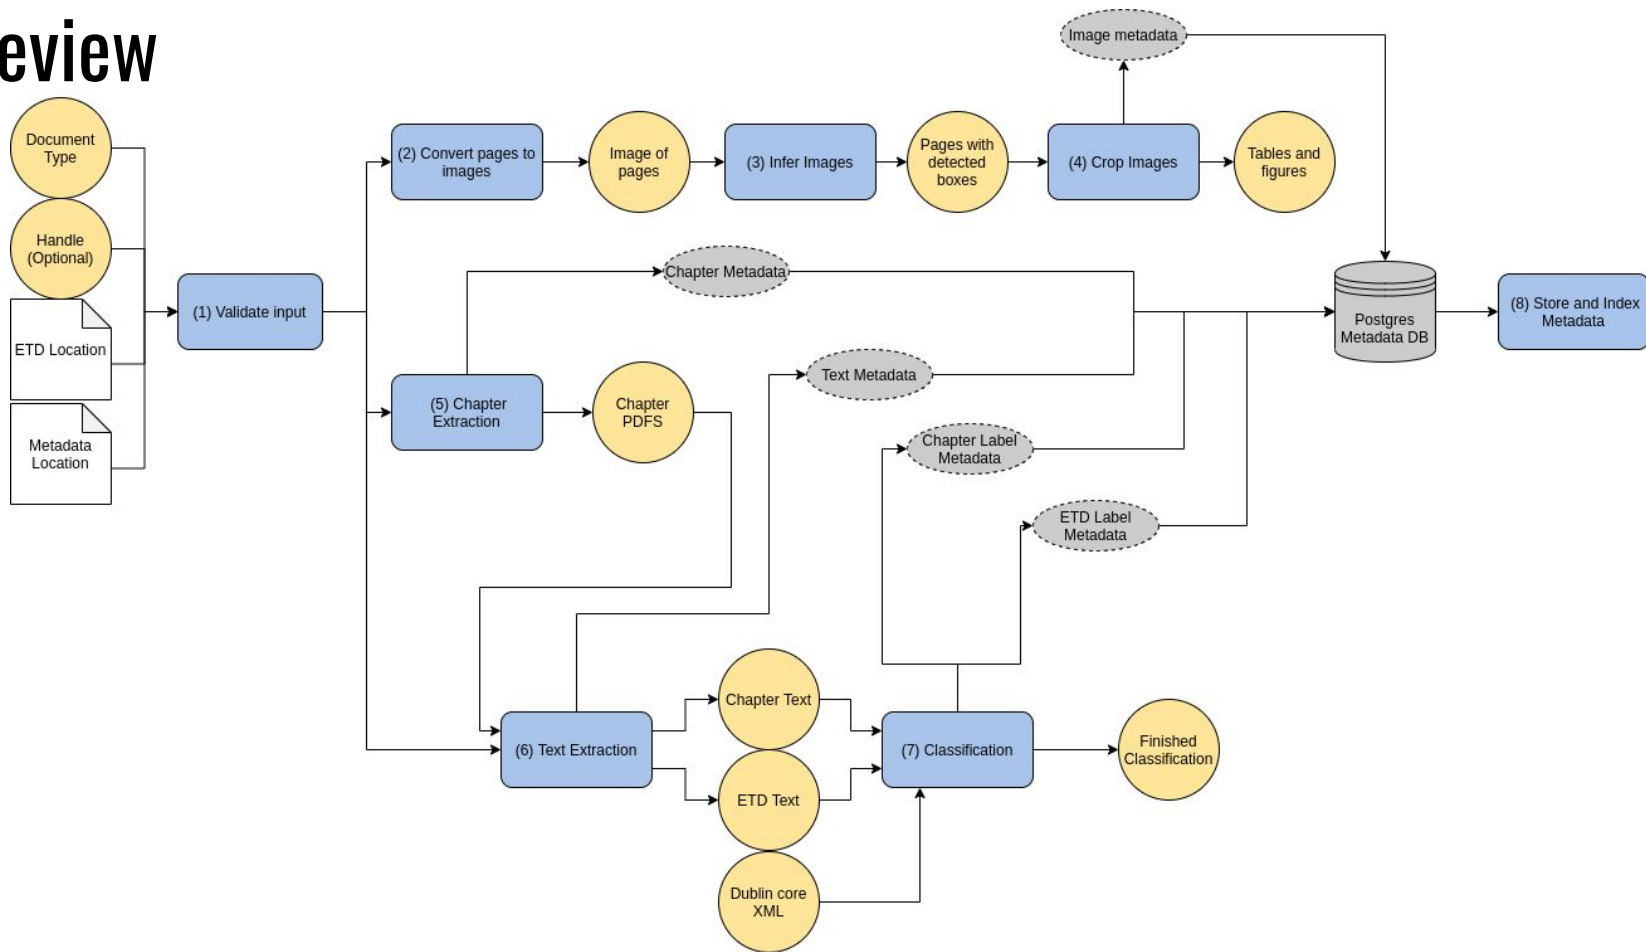 eview
Document
Type
Handle
(Optional)
ETD Location
Metadata
Location
(1) Validate input
(2) Convert pages to
images
Image of
pages
(3) Infer Images
Pages with
detected
boxes
(4) Crop Images
Tables and
figures
Image metadata
Chapter Metadata
(5) Chapter
Extraction
Chapter
PDFS
Text Metadata
Chapter Label
Metadata
ETD Label
Metadata
Postgres
Metadata DB
(8) Store and Index
Metadata
(6) Text Extraction
Chapter Text
ETD Text
Dublin core
XML
(7) Classification
Finished
Classification